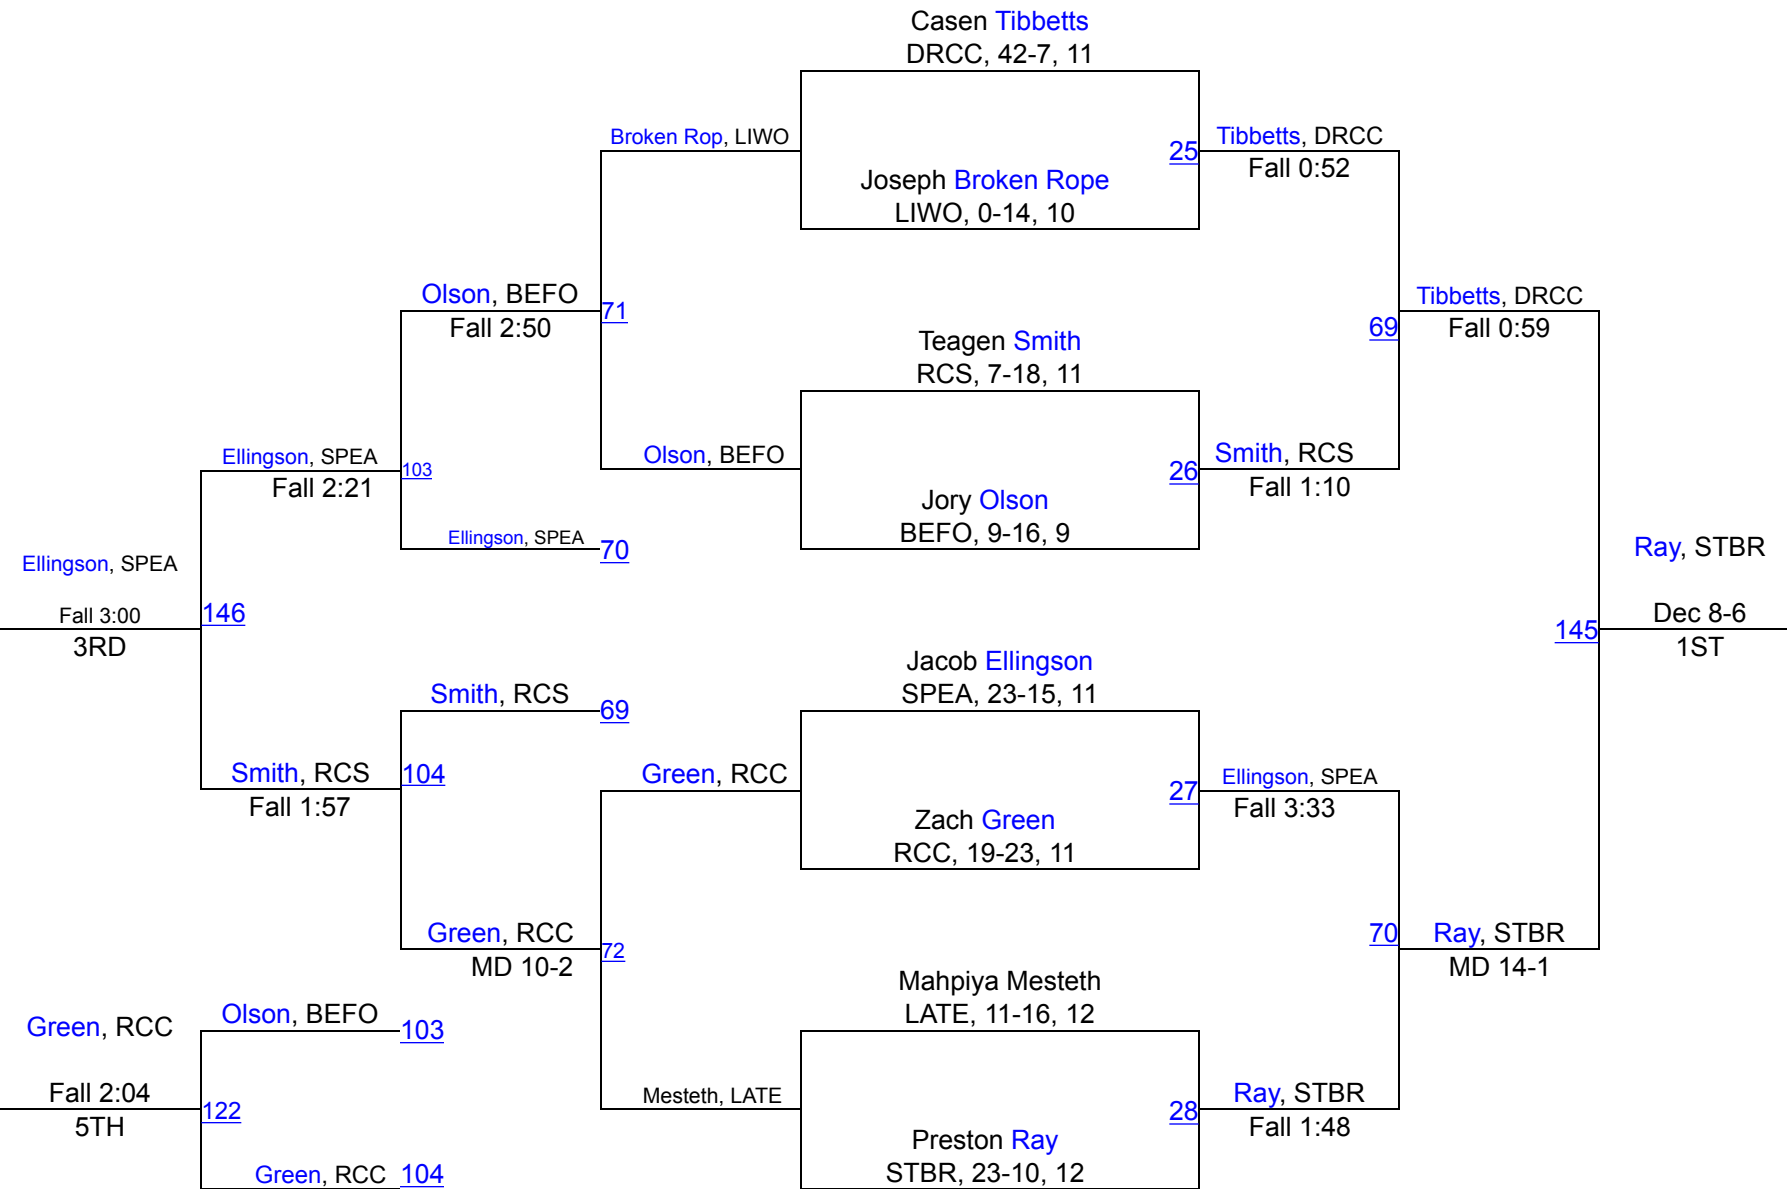 Casen Tibbetts
DRCC, 42-7, 11
Broken Rop, LIWO
25
Tibbetts, DRCC
Fall 0:52
Joseph Broken Rope
LIWO, 0-14, 10
Olson, BEFO
Fall 2:50
71
Tibbetts, DRCC
Fall 0:59
69
Teagen Smith
RCS, 7-18, 11
Ellingson, SPEA
Fall 2:21
103
Olson, BEFO
26
Smith, RCS
Fall 1:10
Jory Olson
BEFO, 9-16, 9
Ellingson, SPEA
70
Ellingson, SPEA
Fall 3:00
3RD
146
Ray, STBR
Dec 8-6
1ST
145
Jacob Ellingson
SPEA, 23-15, 11
Smith, RCS
69
Smith, RCS
Fall 1:57
104
Green, RCC
27
Ellingson, SPEA
Fall 3:33
Zach Green
RCC, 19-23, 11
Green, RCC
MD 10-2
72
70
Ray, STBR
MD 14-1
Mahpiya Mesteth
LATE, 11-16, 12
Green, RCC
Fall 2:04
5TH
Olson, BEFO
103
122
Mesteth, LATE
28
Ray, STBR
Fall 1:48
Preston Ray
STBR, 23-10, 12
Green, RCC
104